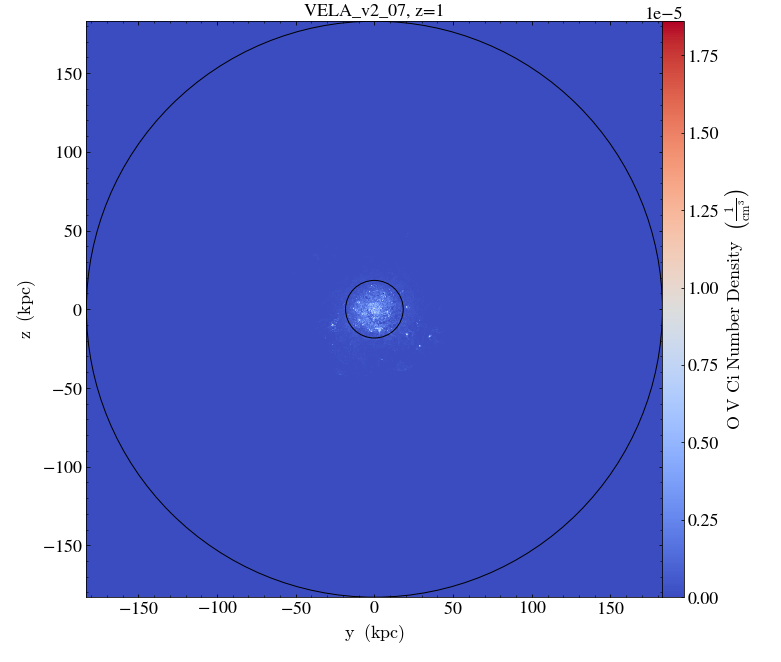 VELA_v2_07, z=1
1e−5
1.75
1.50
1.25
1.00
0.75
0.50
0.25
0.00
O V Ci Number Density (1/cm³)
150
100
50
0
−50
−100
−150
z (kpc)
−150 −100 −50 0 50 100 150
y (kpc)